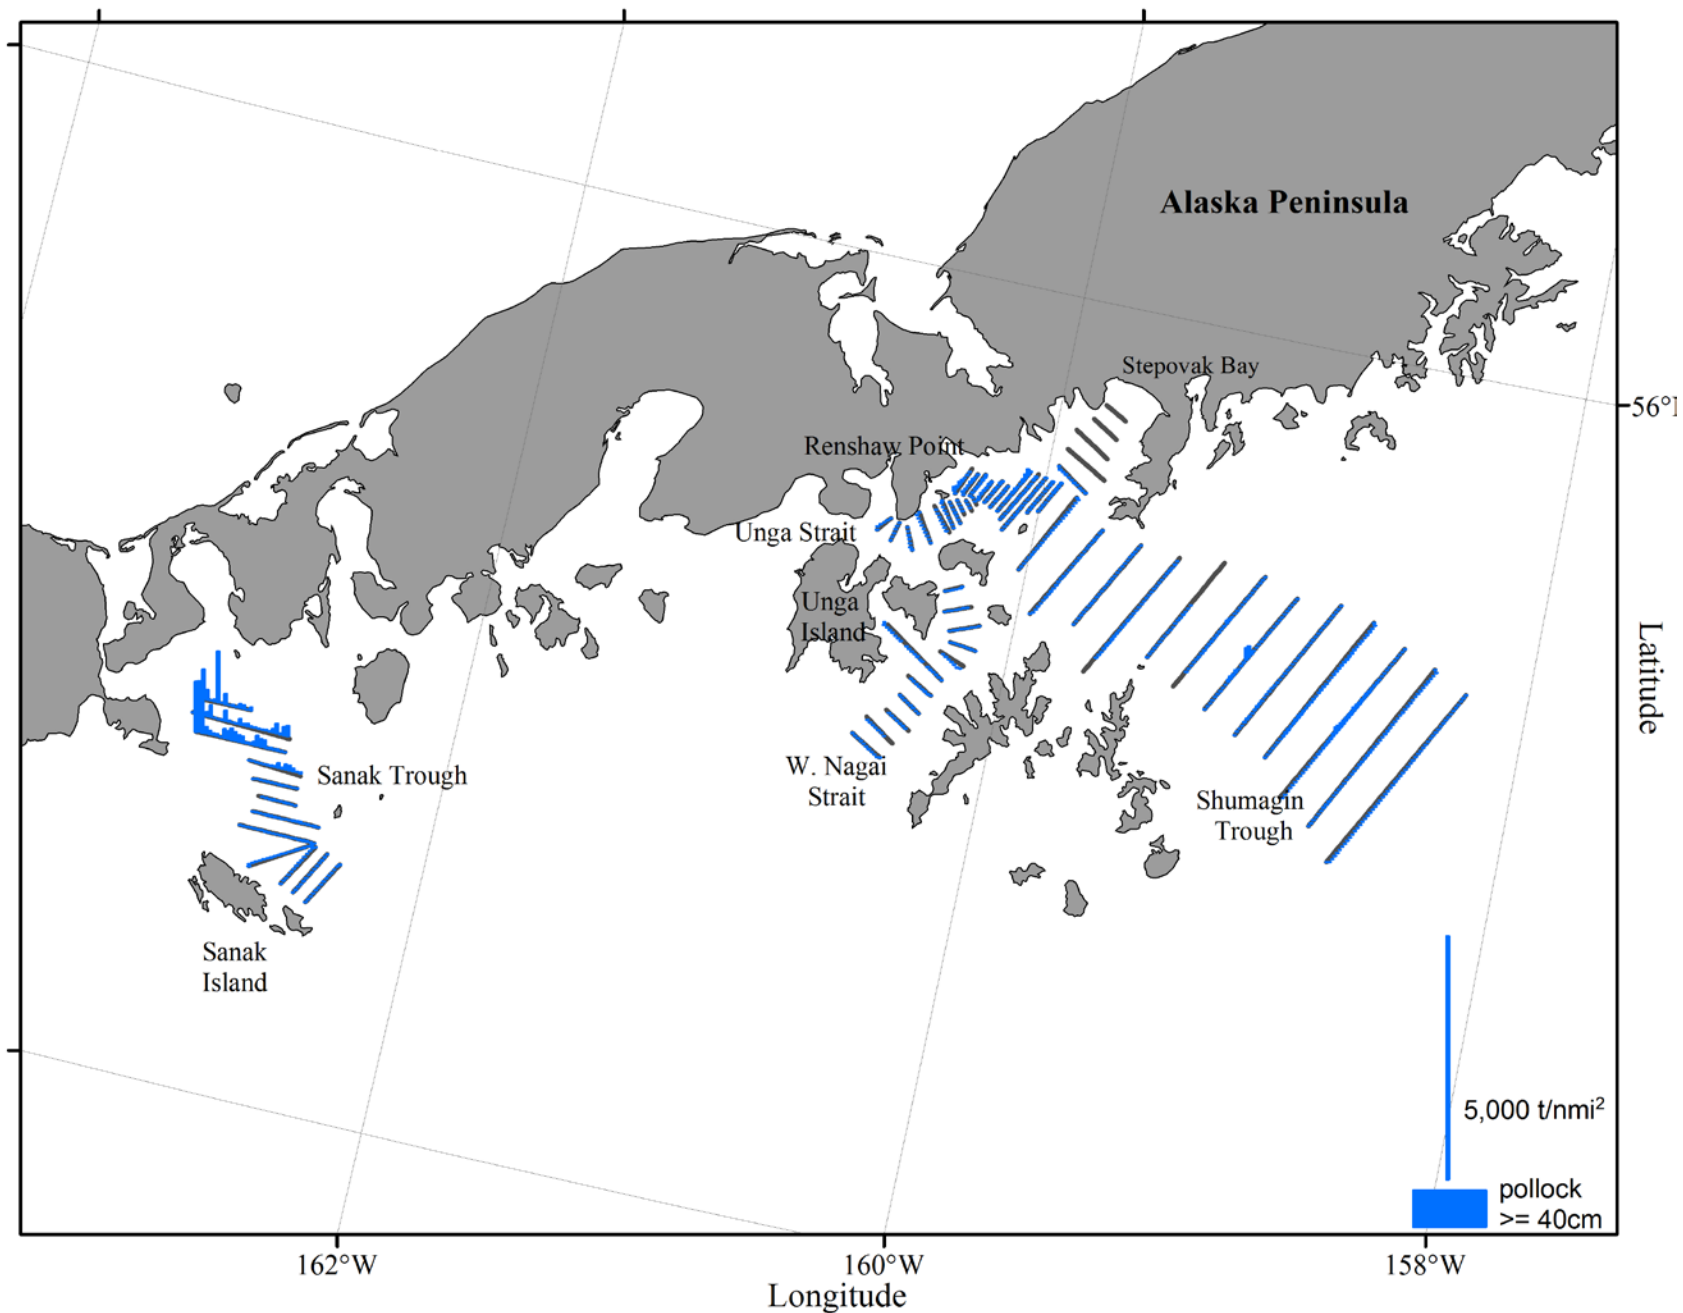 Alaska Peninsula
Stepovak Bay
56°
Renshaw Point
Unga Strait
Unga
Island
Latitude
W. Nagai
Strait
Sanak Trough
Shumagin
Trough
Sanak
Island
5,000 t/nmi²
pollock
>= 40cm
162°W
160°W
158°W
Longitude